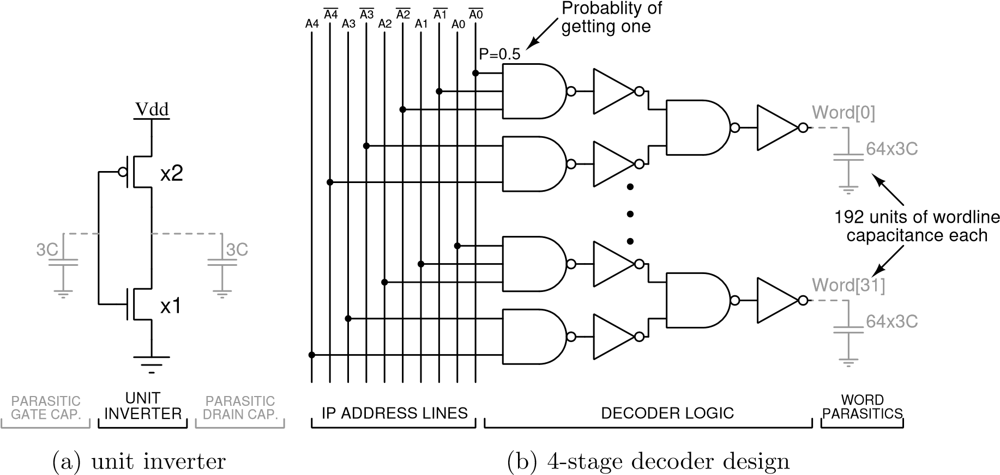 Vdd
x2
3C
3C
x1
PARASITIC
GATE CAP.
UNIT
INVERTER
PARASITIC
DRAIN CAP.
(a) unit inverter
A4
A4
A3
A3
A2
A2
A1
A1
A0
A0
Probablity of
getting one
P=0.5
Word[0]
64x3C
192 units of wordline
capacitance each
Word[31]
64x3C
IP ADDRESS LINES
DECODER LOGIC
WORD
PARASITICS
(b) 4-stage decoder design